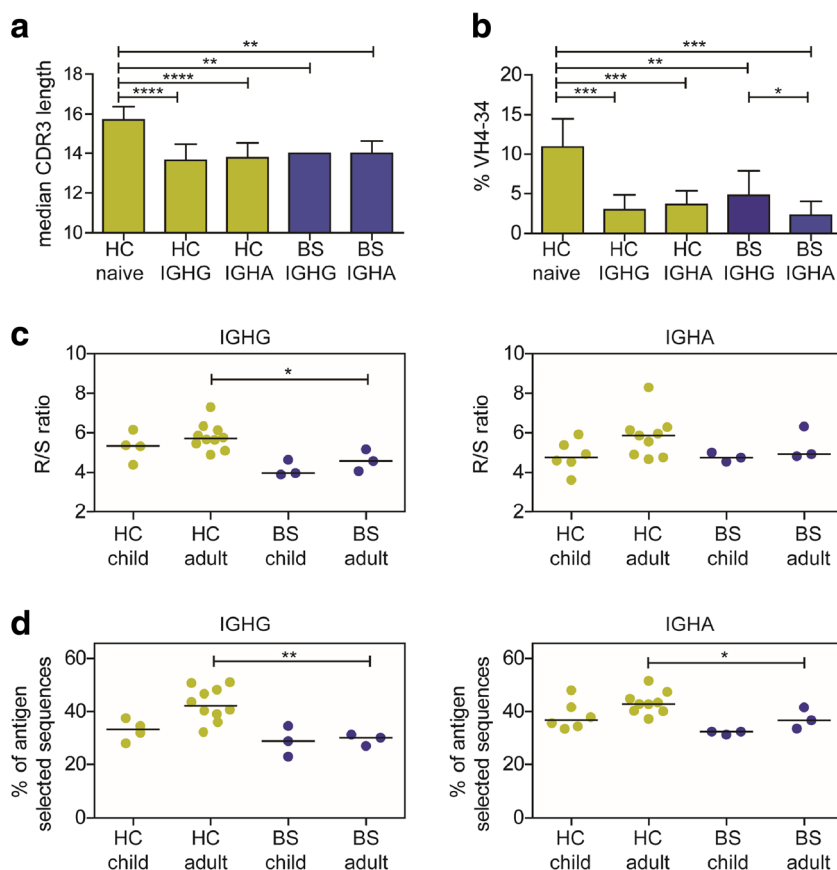 a
median CDR3 length
18
16
14
12
10
**
**
****
****
HC naive
HC IGHG
HC IGHA
BS IGHG
BS IGHA
b
% VH4-34
20
15
10
5
0
***
**
***
***
*
HC naive
HC IGHG
HC IGHA
BS IGHG
BS IGHA
c
IGHG
R/S ratio
10
8
6
4
2
*
HC child
HC adult
BS child
BS adult
IGHA
R/S ratio
10
8
6
4
2
HC child
HC adult
BS child
BS adult
d
IGHG
% of antigen
selected sequences
60
40
20
0
**
HC child
HC adult
BS child
BS adult
IGHA
% of antigen
selected sequences
60
40
20
0
*
HC child
HC adult
BS child
BS adult